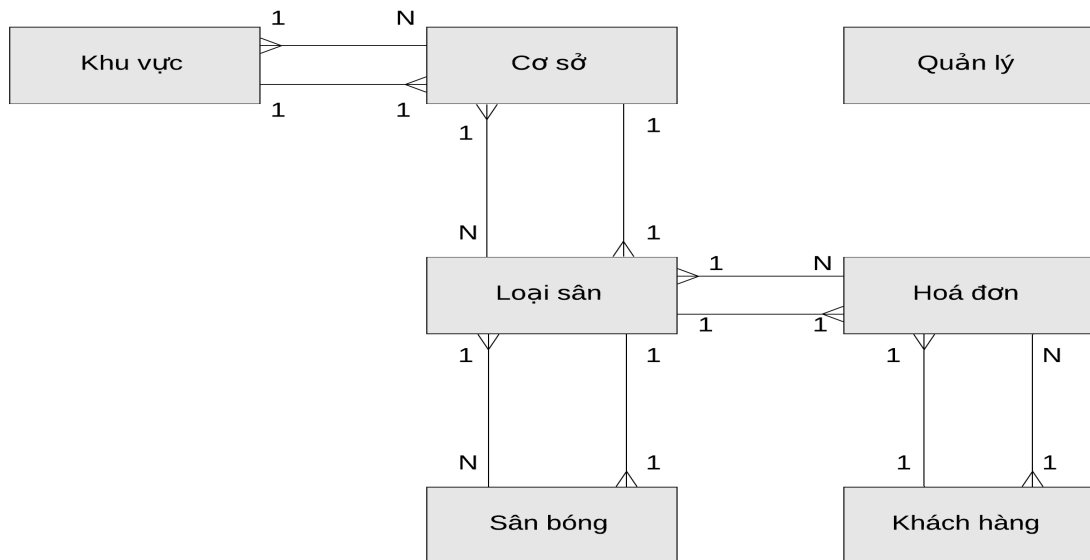 1 N
Khu vực Cơ sở Quản lý
1 1
1 1
N 1
1 N
Loại sân Hoá đơn
1 1
1 1 1 N
N 1 1 1
Sân bóng Khách hàng